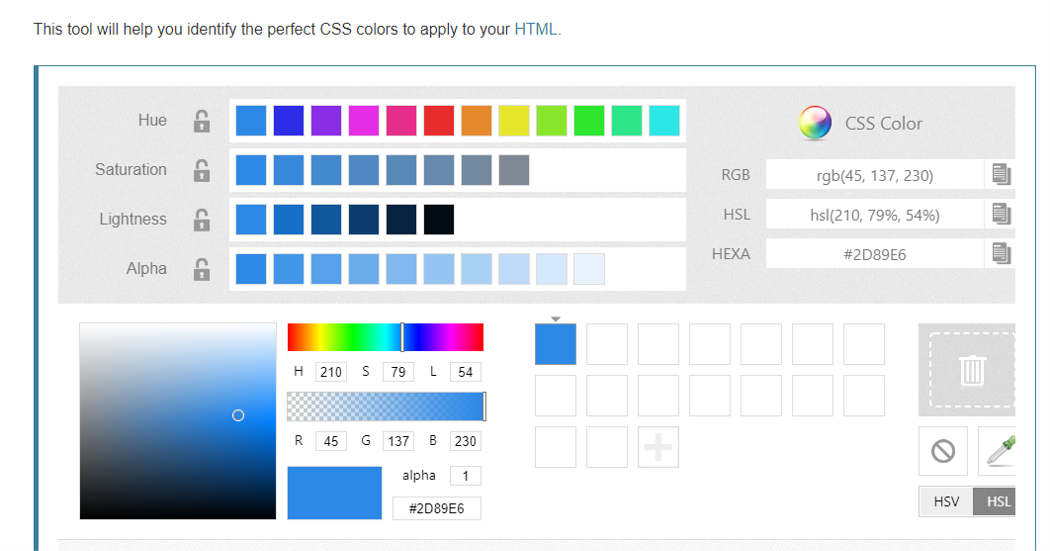 This tool will help you identify the perfect CSS colors to apply to your HTML.
Hue
CSS Color
Saturation
RGB
rgb(45, 137, 230)
Lightness
HSL
hsl(210, 79%, 54%)
Alpha
HEXA
#2D89E6
H 210 S 79 L 54
R 45 G 137 B 230
alpha 1
#2D89E6
HSV HSL